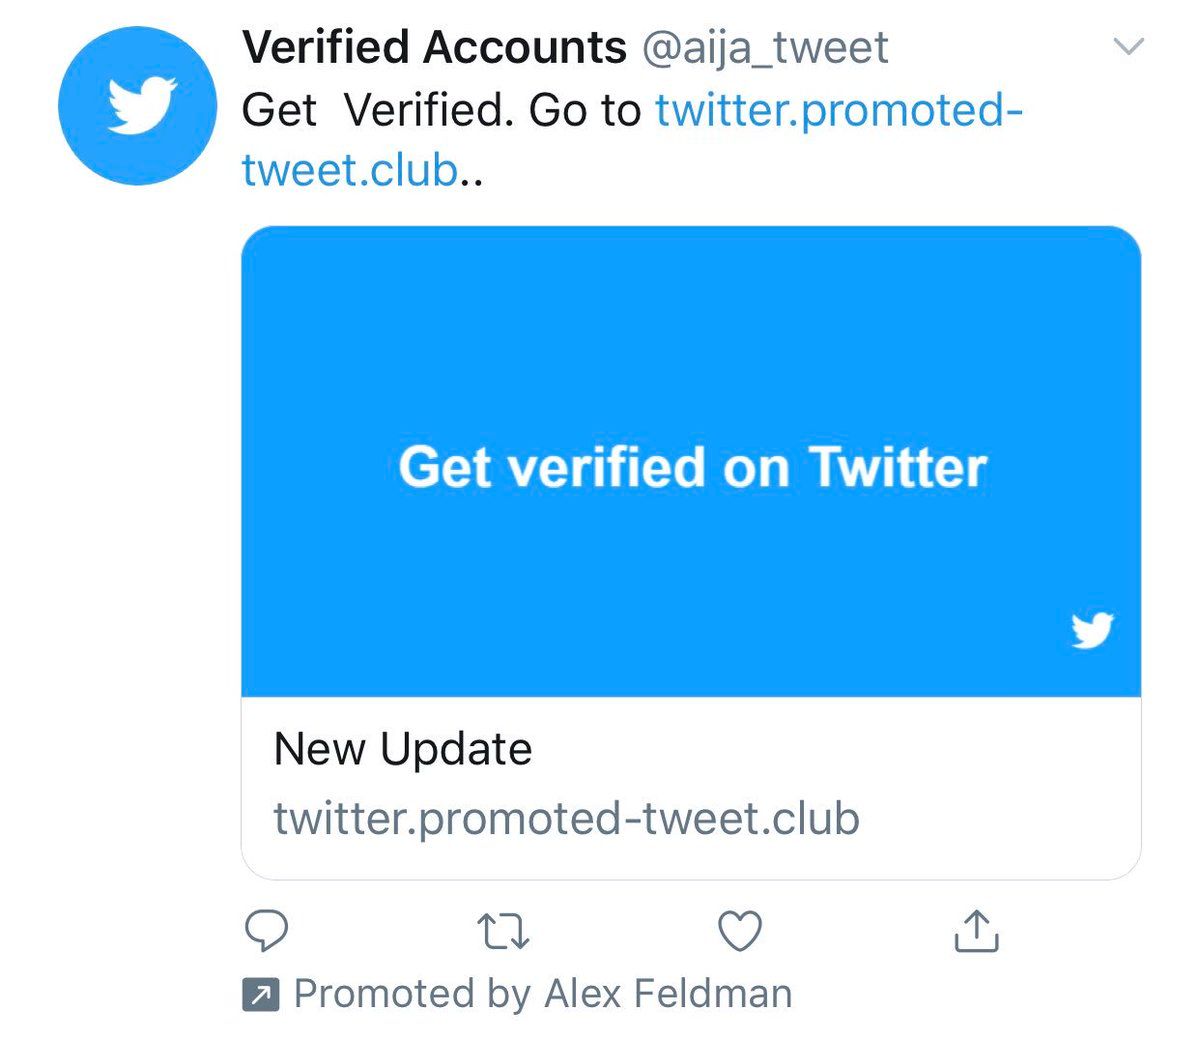 Verified Accounts @aija_tweet
Get  Verified. Go to twitter.promoted-
tweet.club..
Get verified on Twitter
New Update
twitter.promoted-tweet.club
Promoted by Alex Feldman